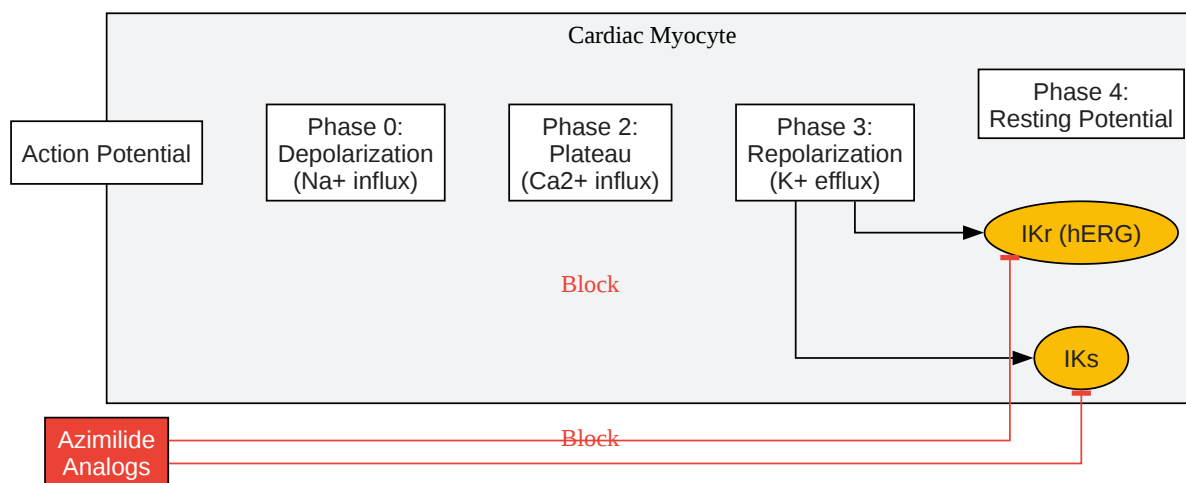 Cardiac Myocyte
Action Potential
Phase 0:
Depolarization
(Na+ influx)
Phase 2:
Plateau
(Ca2+ influx)
Phase 3:
Repolarization
(K+ efflux)
Phase 4:
Resting Potential
IKr (hERG)
Block
IKs
Azimilide
Analogs
Block